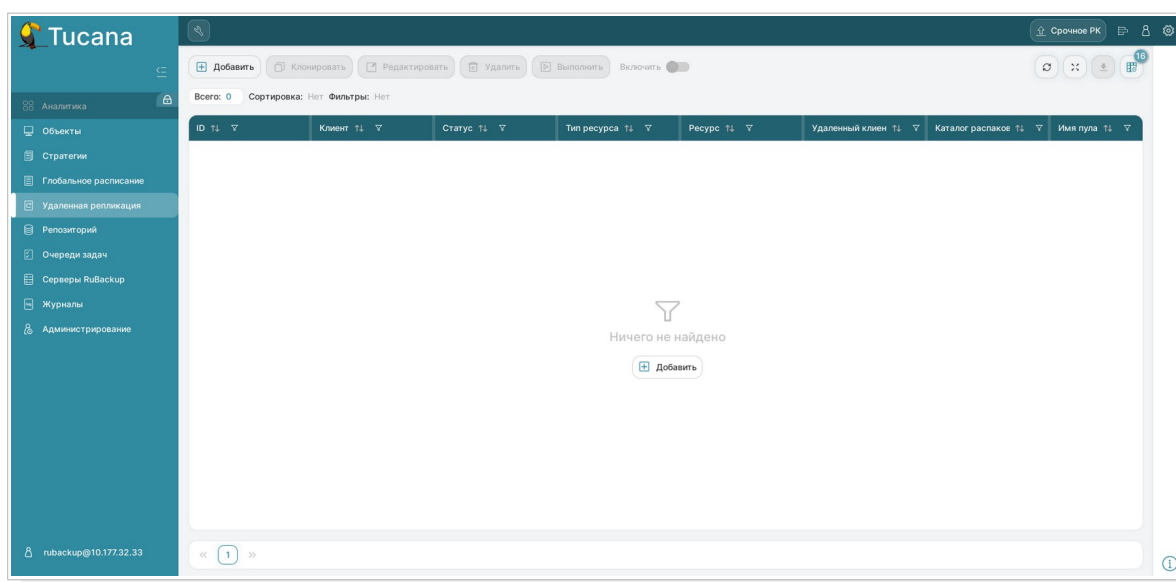 Tucana
Срочное РК
Добавить Клонировать Редактировать Удалить Выполнить Включить
16
Всего: 0 Сортировка: Нет Фильтры: Нет
Аналитика
Объекты
Стратегии
Глобальное расписание
Удаленная репликация
Репозиторий
Очереди задач
Серверы RuBackup
Журналы
Администрирование
ID Клиент Статус Тип ресурса Ресурс Удаленный клиен Каталог распаков Имя пула
Ничего не найдено
Добавить
rubackup@10.177.32.33
« 1 »